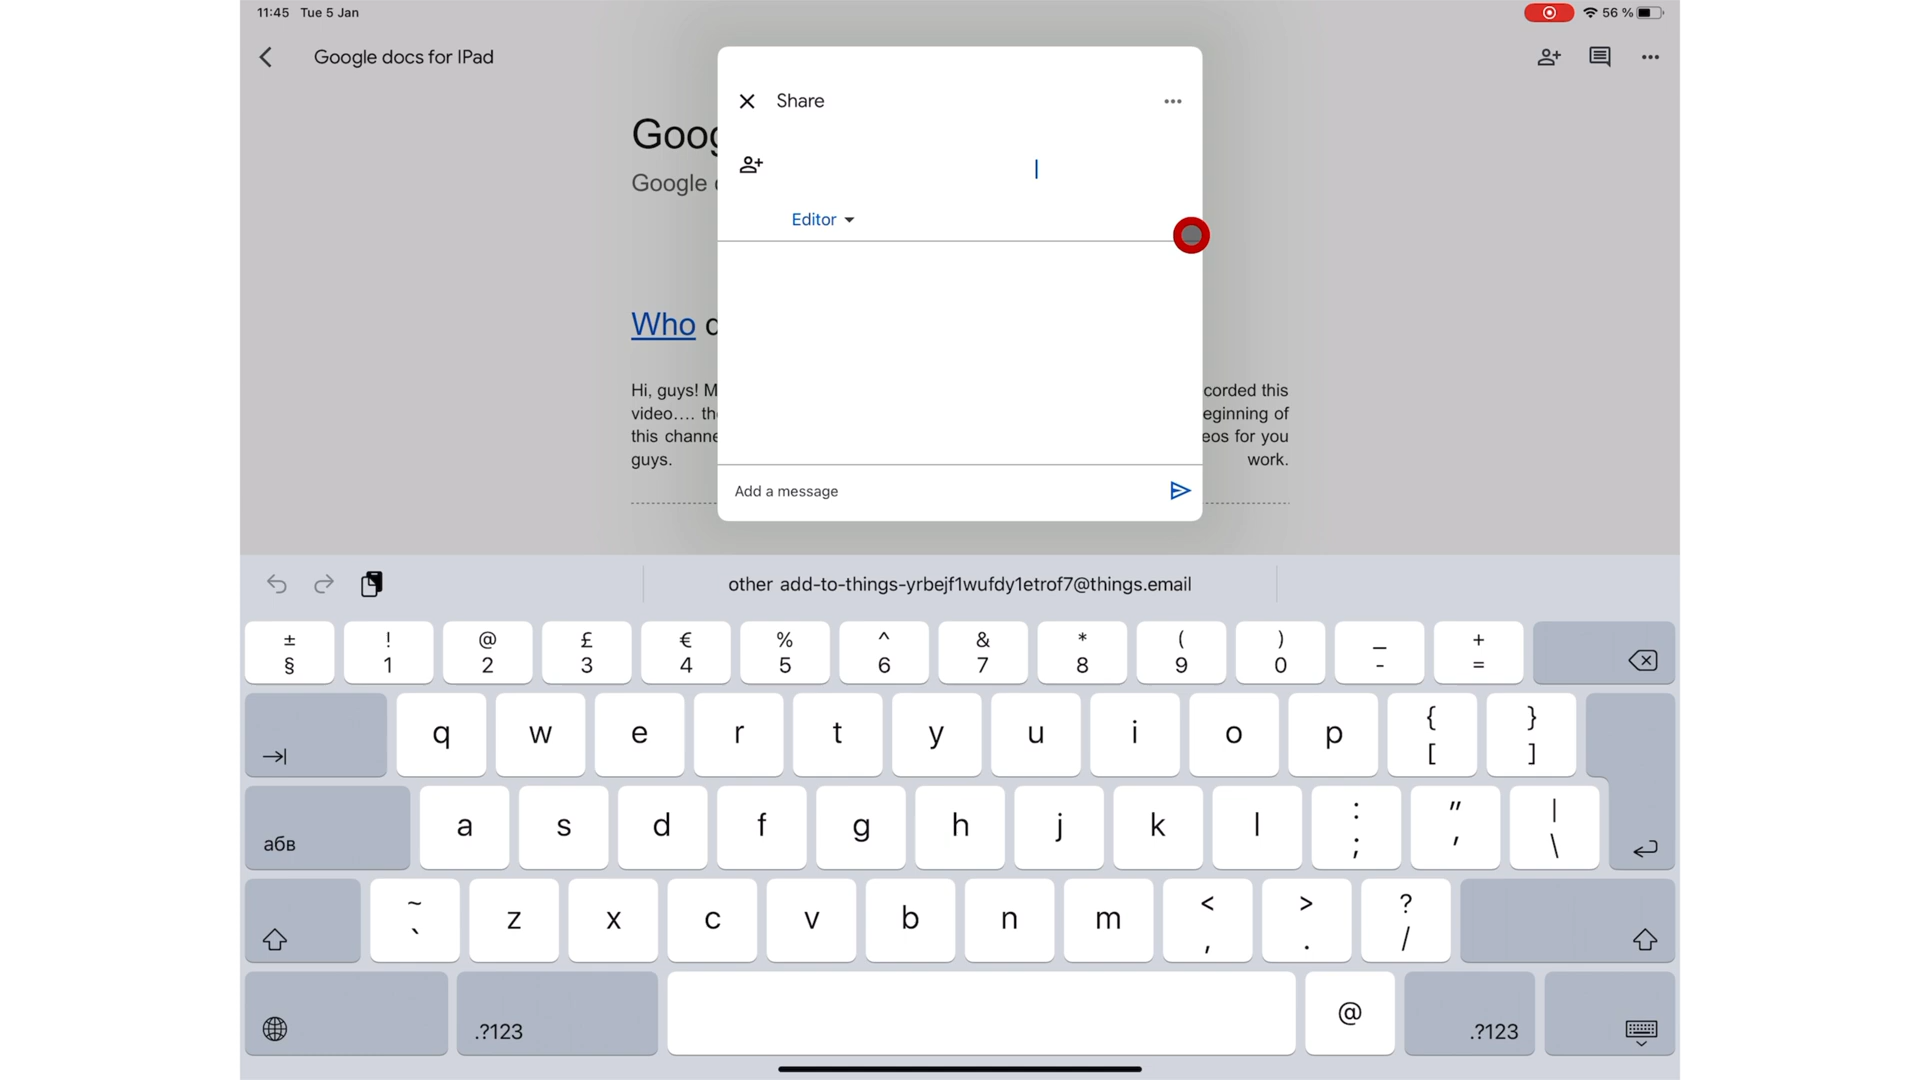 11:45 Tue 5 Jan
56 %
Google docs for IPad
Share
Goog
Google
Editor
Who
Hi, guys! M
corded this
video.... the
eginning of
this channe
eos for you
guys.
work.
Add a message
other add-to-things-yrbejf1wufdy1etrof7@things.email
± ! @ £ € % ^ & * ( ) _ +
§ 1 2 3 4 5 6 7 8 9 0 - =
q w e r t y u i o p { }
[ ]
a s d f g h j k l : " |
абв ; ' \
~ z x c v b n m < > ?
` , . /
.?123 @ .?123